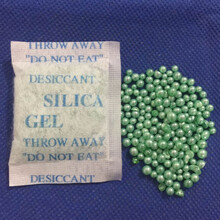 THROW AWAY
"DO NOT EAT"
DESICCANT
SILICA
GEL
THROW AWAY
"DO NOT EAT"
DESICCANT